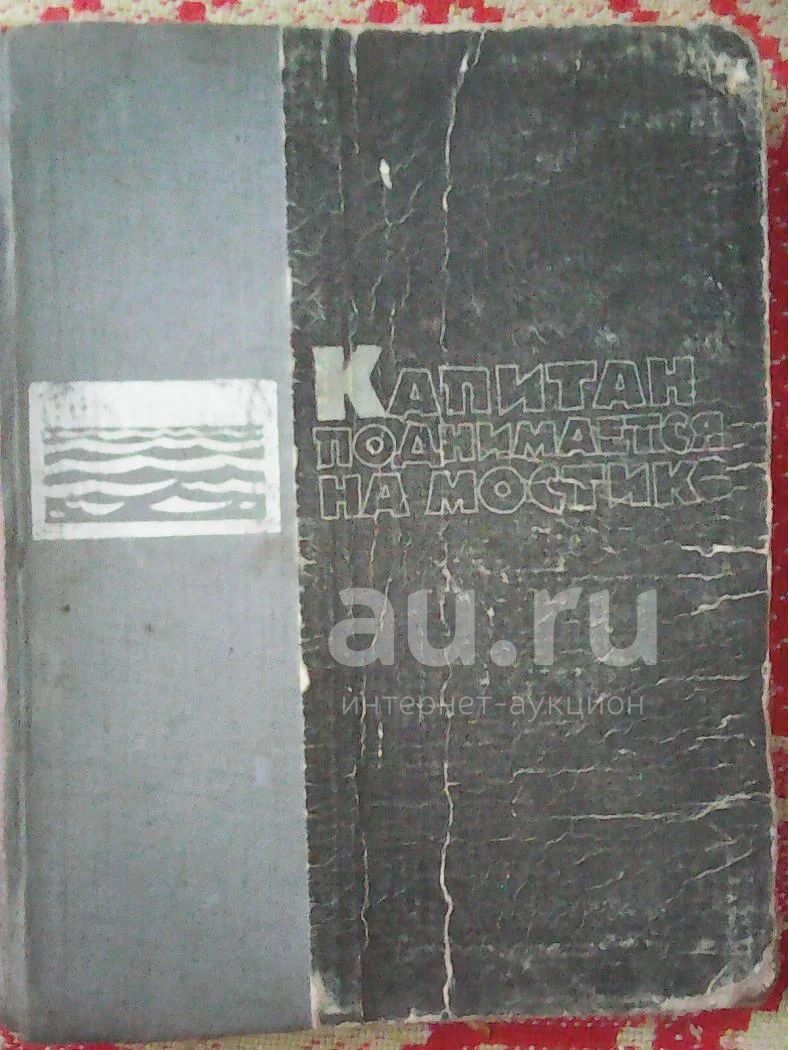 Капитан
поднимается
на мостик
au.ru
интернет-аукцион